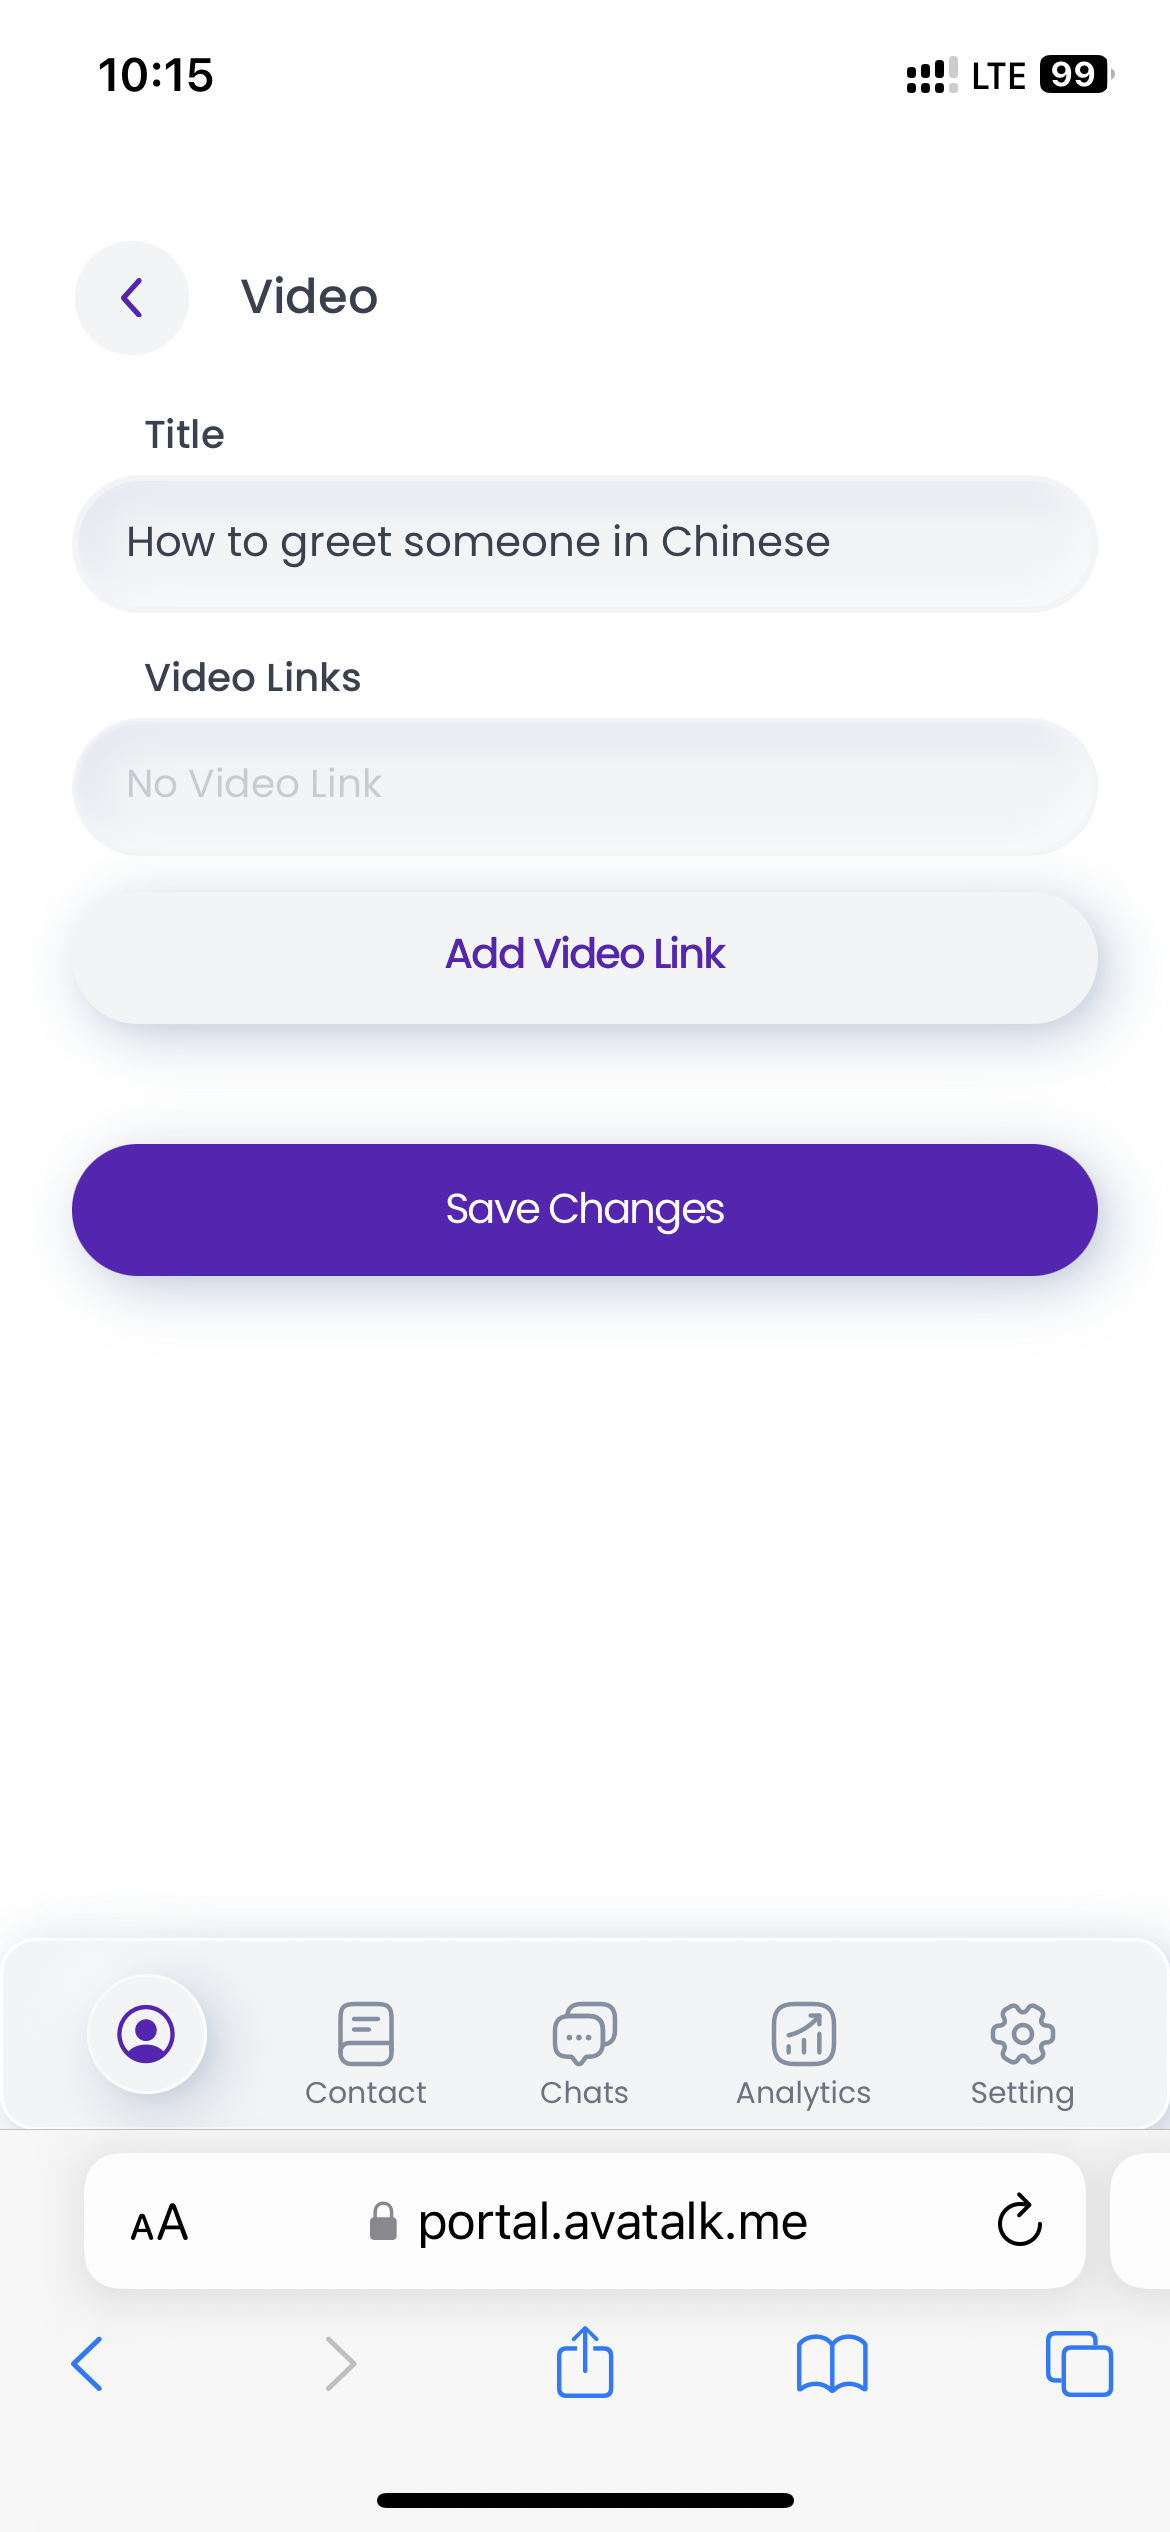 10:15
LTE 99
Video
Title
How to greet someone in Chinese
Video Links
No Video Link
Add Video Link
Save Changes
Contact
Chats
Analytics
Setting
AA
portal.avatalk.me